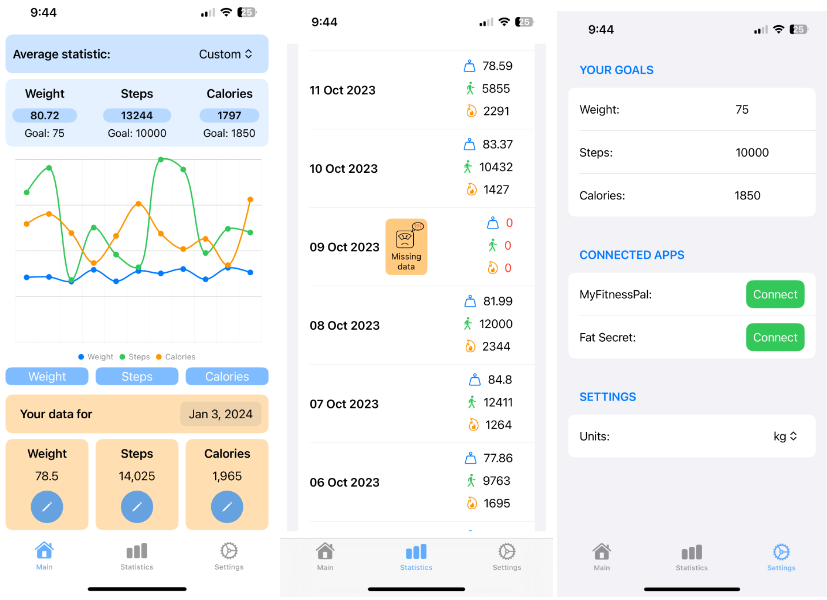 9:44
25
Average statistic:
Custom
Weight
Steps
Calories
80.72
13244
1797
Goal: 75
Goal: 10000
Goal: 1850
Weight
Steps
Calories
Weight
Steps
Calories
Your data for
Jan 3, 2024
Weight
Steps
Calories
78.5
14,025
1,965
Main
Statistics
Settings
9:44
25
11 Oct 2023
78.59
5855
2291
10 Oct 2023
83.37
10432
1427
09 Oct 2023
Missing
data
0
0
0
08 Oct 2023
81.99
12000
2344
07 Oct 2023
84.8
12411
1264
06 Oct 2023
77.86
9763
1695
Main
Statistics
Settings
9:44
25
YOUR GOALS
Weight:
75
Steps:
10000
Calories:
1850
CONNECTED APPS
MyFitnessPal:
Connect
Fat Secret:
Connect
SETTINGS
Units:
kg
Main
Statistics
Settings